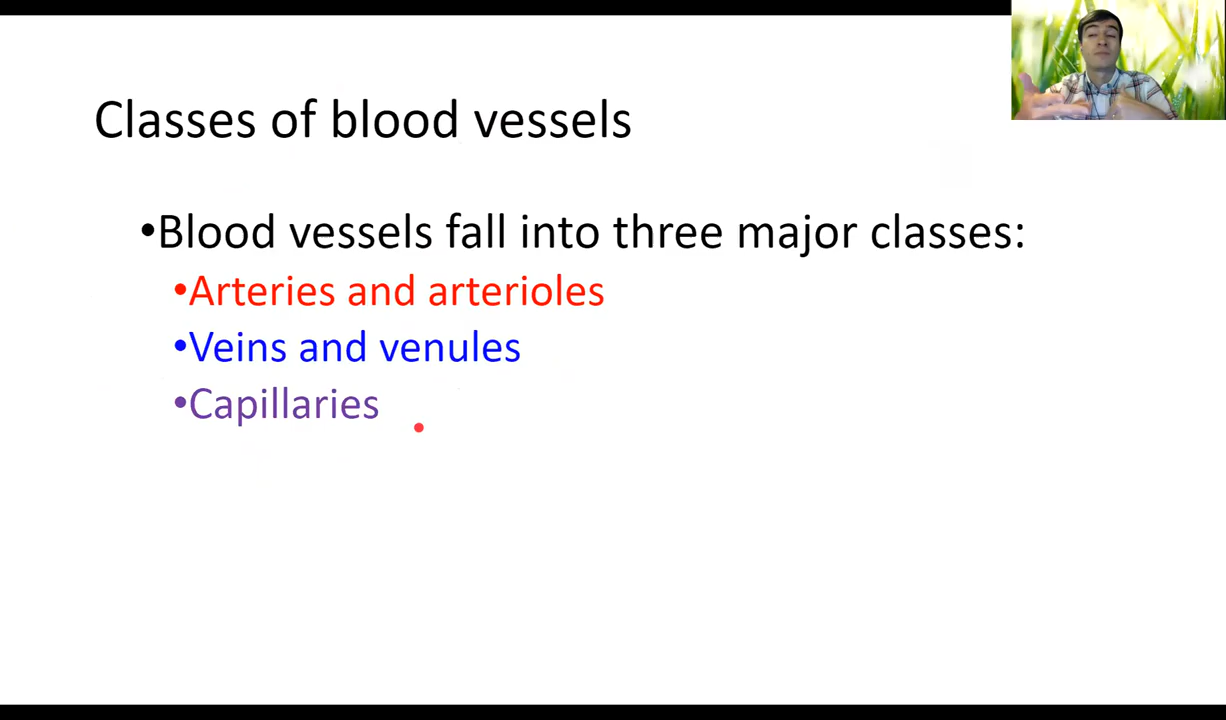 Classes of blood vessels
•Blood vessels fall into three major classes:
•Arteries and arterioles
•Veins and venules
•Capillaries